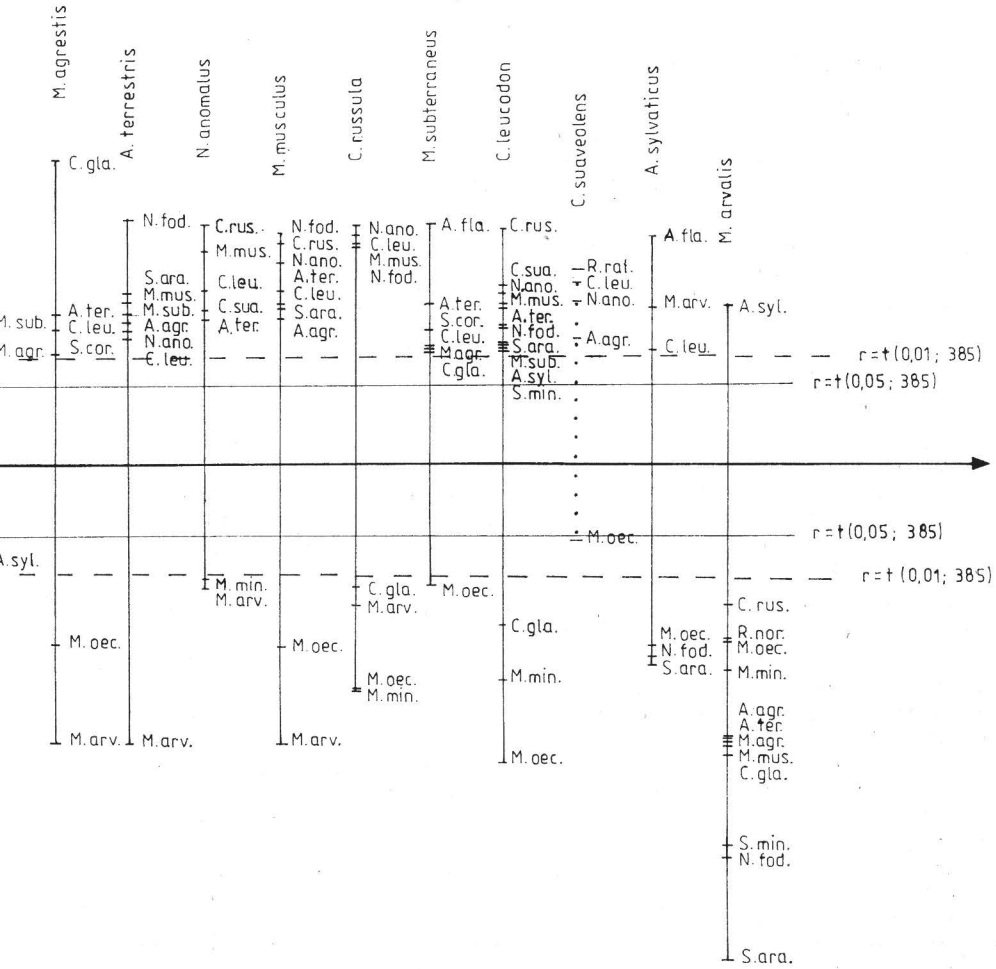 M. agrestis
A. terrestris
N. anomalus
M. musculus
C. russula
M. subterraneus
C. leucodon
C. suaveolens
A. sylvaticus
M. arvalis
M. sub.
M. agr.
A. syl.
C. gla.
A. ter.
C. leu.
S. cor.
M. oec.
M. arv.
N. fod.
S. ara.
M. mus.
M. sub.
A. agr.
N. ano.
C. leu.
M. arv.
C. rus.
M. mus.
C. leu.
C. sua.
A. ter.
M. min.
M. arv.
N. fod.
C. rus.
N. ano.
A. ter.
C. leu.
S. ara.
A. agr.
M. oec.
M. arv.
N. ano.
C. leu.
M. mus.
N. fod.
C. gla.
M. arv.
M. oec.
M. min.
A. fla.
A. ter.
S. cor.
C. leu.
M. agr.
C. gla.
M. oec.
C. rus.
C. sua.
N. ano.
M. mus.
A. ter.
N. fod.
S. ara.
M. sub.
A. syl.
S. min.
C. gla.
M. min.
M. oec.
R. rat.
C. leu.
N. ano.
A. agr.
M. oec.
A. fla.
M. arv.
C. leu.
M. oec.
N. fod.
S. ara.
A. syl.
C. rus.
R. nor.
M. oec.
M. min.
A. agr.
A. ter.
M. agr.
M. mus.
C. gla.
S. min.
N. fod.
S. ara.
r=t (0,01; 385)
r=t (0,05; 385)
r=t (0,05; 385)
r=t (0,01; 385)